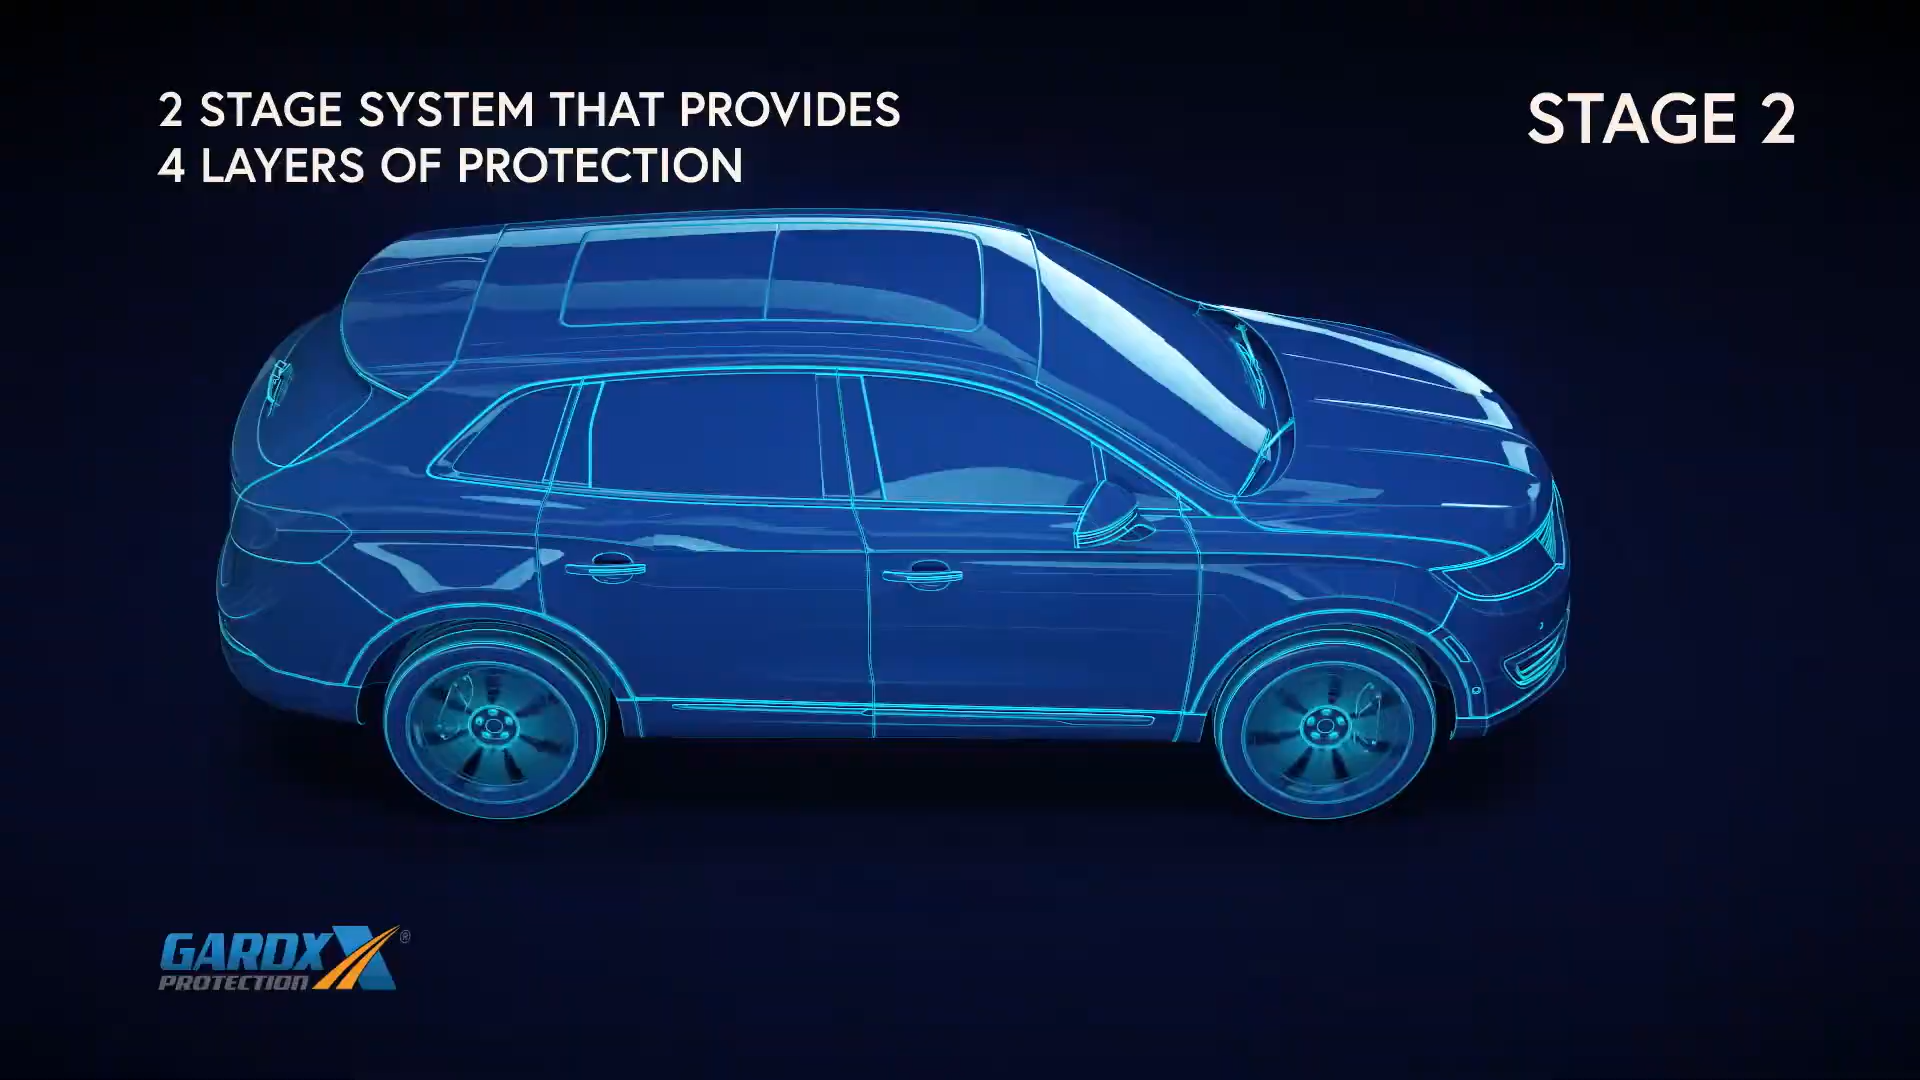 2 STAGE SYSTEM THAT PROVIDES
4 LAYERS OF PROTECTION
STAGE 2
GARDX ®
PROTECTION